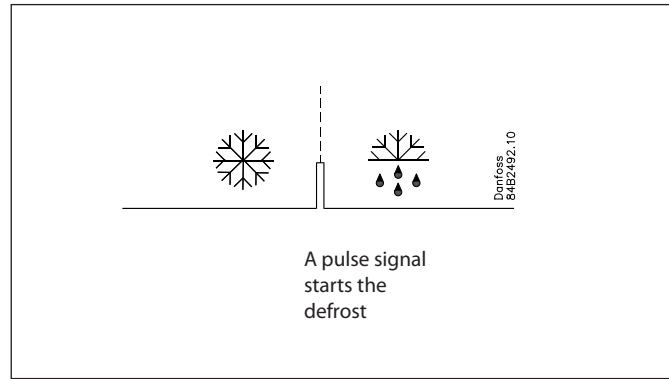 Danfoss
84B2492.10
A pulse signal
starts the
defrost